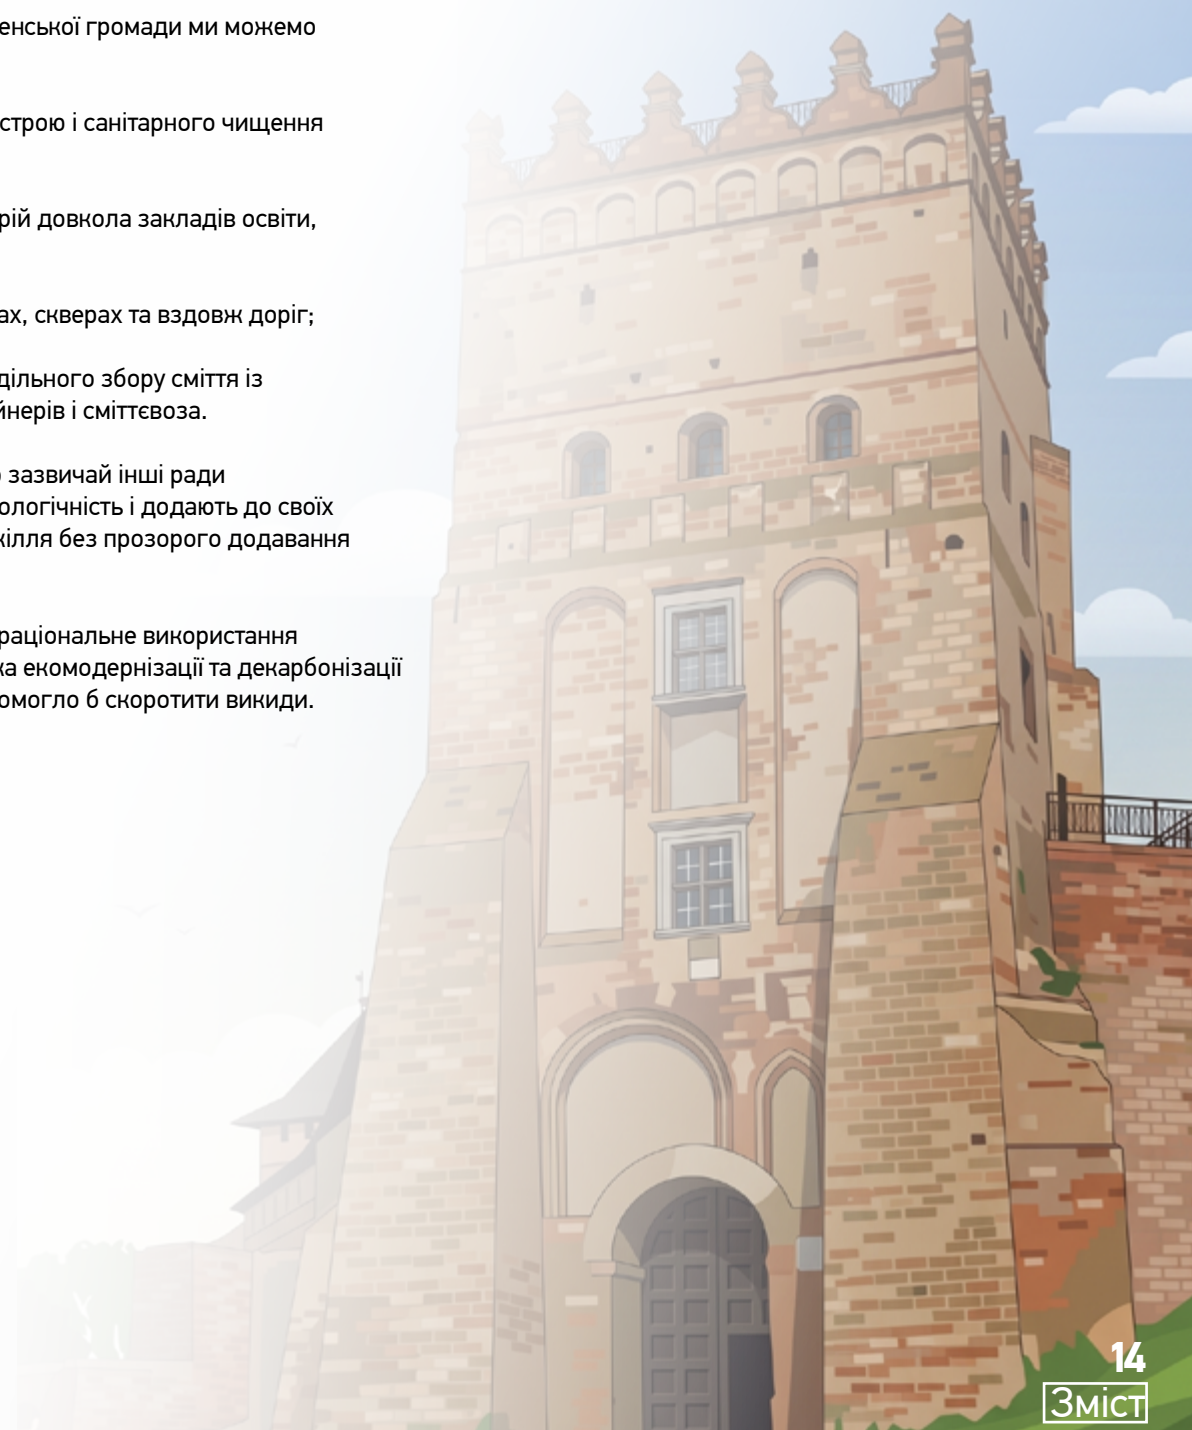 енської громади ми можемо
строю і санітарного чищення
рій довкола закладів освіти,
ах, скверах та вздовж доріг;
дільного збору сміття із
йнерів і сміттєвоза.
зазвичай інші ради
ологічність і додають до своїх
кілля без прозорого додавання
раціональне використання
ка екомодернізації та декарбонізації
омогло б скоротити викиди.
14
Зміст